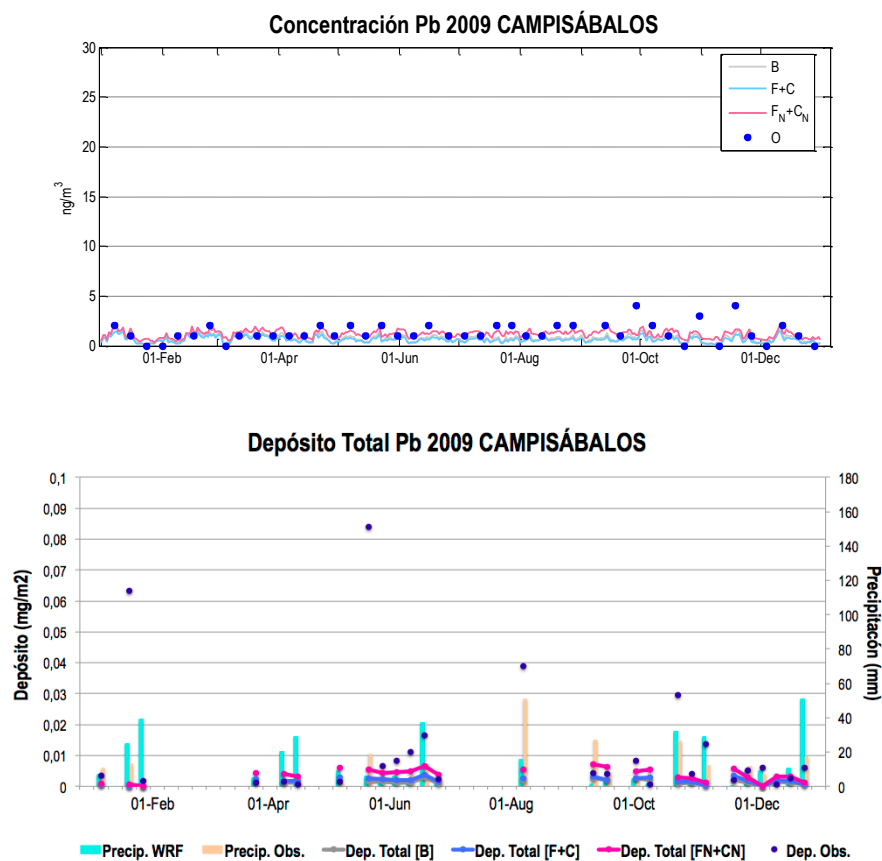 Concentración Pb 2009 CAMPISÁBALOS
30
25
20
15
10
5
0
ng/m³
B
F+C
F_N+C_N
O
01-Feb 01-Apr 01-Jun 01-Aug 01-Oct 01-Dec
Depósito Total Pb 2009 CAMPISÁBALOS
0,1
0,09
0,08
0,07
0,06
0,05
0,04
0,03
0,02
0,01
0
Depósito (mg/m2)
180
160
140
120
100
80
60
40
20
0
Precipitacón (mm)
01-Feb 01-Apr 01-Jun 01-Aug 01-Oct 01-Dec
Precip. WRF Precip. Obs. Dep. Total [B] Dep. Total [F+C] Dep. Total [FN+CN] Dep. Obs.